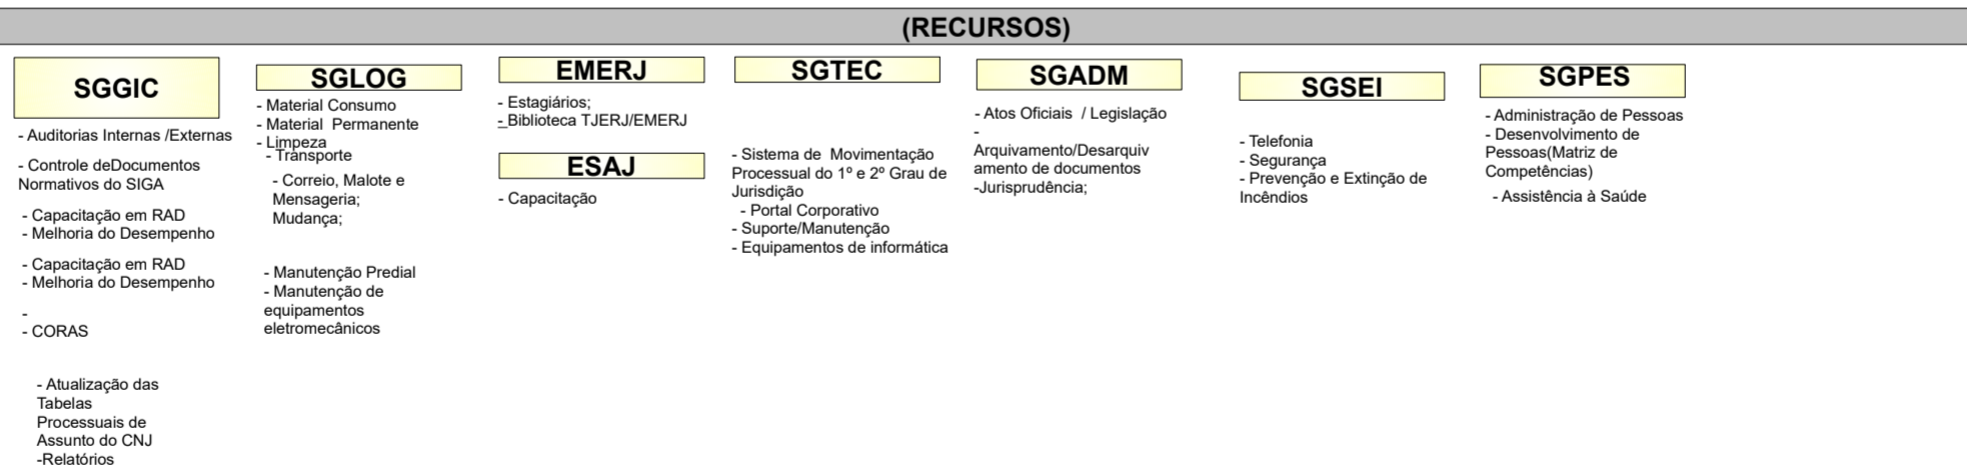 (RECURSOS)
SGGIC
- Auditorias Internas /Externas
- Controle deDocumentos
Normativos do SIGA
- Capacitação em RAD
- Melhoria do Desempenho
- Capacitação em RAD
- Melhoria do Desempenho
-
- CORAS
- Atualização das
Tabelas
Processuais de
Assunto do CNJ
-Relatórios
SGLOG
- Material Consumo
- Material  Permanente
- Limpeza
- Transporte
- Correio, Malote e
Mensageria;
Mudança;
- Manutenção Predial
- Manutenção de
equipamentos
eletromecânicos
EMERJ
- Estagiários;
-Biblioteca TJERJ/EMERJ
ESAJ
- Capacitação
SGTEC
- Sistema de  Movimentação
Processual do 1º e 2º Grau de
Jurisdição
- Portal Corporativo
- Suporte/Manutenção
- Equipamentos de informática
SGADM
- Atos Oficiais  / Legislação
-
Arquivamento/Desarquiv
amento de documentos
-Jurisprudência;
SGSEI
- Telefonia
- Segurança
- Prevenção e Extinção de
Incêndios
SGPES
- Administração de Pessoas
- Desenvolvimento de
Pessoas(Matriz de
Competências)
- Assistência à Saúde